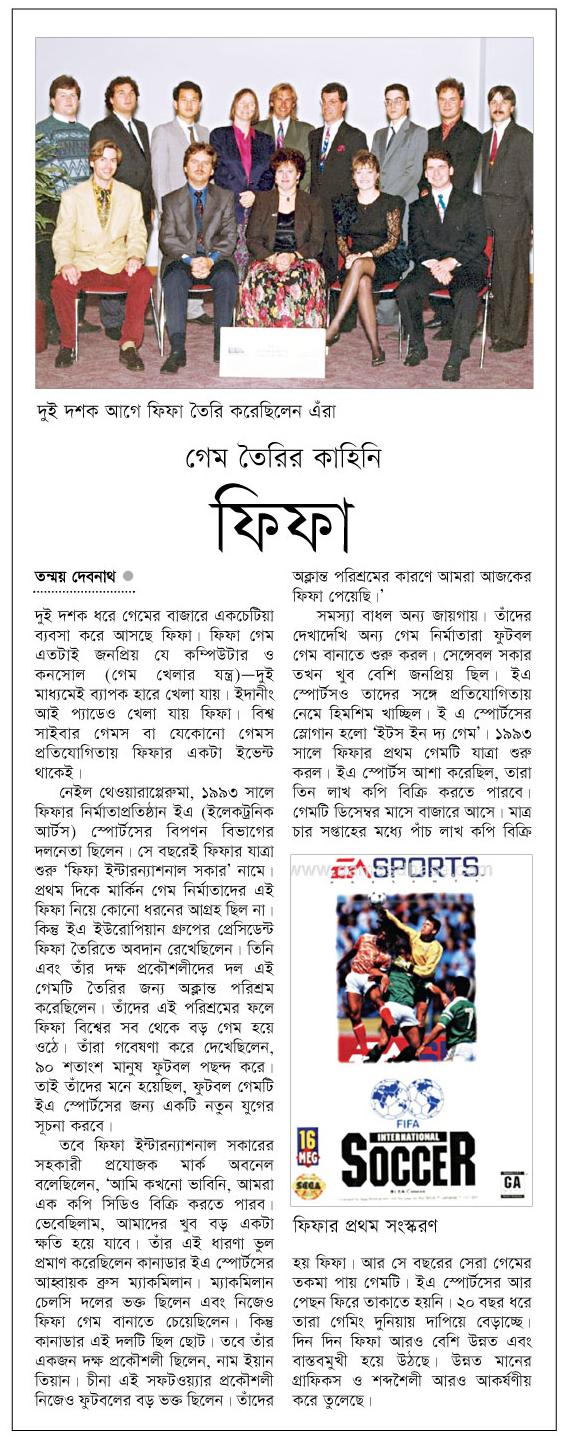 দুই দশক আগে ফিফা তৈরি করেছিলেন এঁরা
গেম তৈরির কাহিনি
ফিফা
তন্ময় দেবনাথ
দুই দশক ধরে গেমের বাজারে একচেটিয়া
ব্যবসা করে আসছে ফিফা। ফিফা গেম
এতটাই জনপ্রিয় যে কম্পিউটার ও
কনসোল (গেম খেলার যন্ত্র)—দুই
মাধ্যমেই ব্যাপক হারে খেলা যায়। ইদানীং
আই প্যাডেও খেলা যায় ফিফা। বিশ্ব
সাইবার গেমস বা যেকোনো গেমস
প্রতিযোগিতায় ফিফার একটা ইভেন্ট
থাকেই।
নেইল থেওয়ারাপ্পেরুমা, ১৯৯৩ সালে
ফিফার নির্মাতাপ্রতিষ্ঠান ইএ (ইলেকট্রনিক
আর্টস) স্পোর্টসের বিপণন বিভাগের
দলনেতা ছিলেন। সে বছরেই ফিফার যাত্রা
শুরু ‘ফিফা ইন্টারন্যাশনাল সকার’ নামে।
প্রথম দিকে মার্কিন গেম নির্মাতাদের এই
ফিফা নিয়ে কোনো ধরনের আগ্রহ ছিল না।
কিন্তু ইএ ইউরোপিয়ান গ্রুপের প্রেসিডেন্ট
ফিফা তৈরিতে অবদান রেখেছিলেন। তিনি
এবং তাঁর দক্ষ প্রকৌশলীদের দল এই
গেমটি তৈরির জন্য অক্লান্ত পরিশ্রম
করেছিলেন। তাঁদের এই পরিশ্রমের ফলে
ফিফা বিশ্বের সব থেকে বড় গেম হয়ে
ওঠে। তাঁরা গবেষণা করে দেখেছিলেন,
৯০ শতাংশ মানুষ ফুটবল পছন্দ করে।
তাই তাঁদের মনে হয়েছিল, ফুটবল গেমটি
ইএ স্পোর্টসের জন্য একটি নতুন যুগের
সূচনা করবে।
তবে ফিফা ইন্টারন্যাশনাল সকারের
সহকারী প্রযোজক মার্ক অবনেল
বলেছিলেন, ‘আমি কখনো ভাবিনি, আমরা
এক কপি সিডিও বিক্রি করতে পারব।
ভেবেছিলাম, আমাদের খুব বড় একটা
ক্ষতি হয়ে যাবে। তাঁর এই ধারণা ভুল
প্রমাণ করেছিলেন কানাডার ইএ স্পোর্টসের
আহ্বায়ক ব্রুস ম্যাকমিলান। ম্যাকমিলান
চেলসি দলের ভক্ত ছিলেন এবং নিজেও
ফিফা গেম বানাতে চেয়েছিলেন। কিন্তু
কানাডার এই দলটি ছিল ছোট। তবে তাঁর
একজন দক্ষ প্রকৌশলী ছিলেন, নাম ইয়ান
তিয়ান। চীনা এই সফটওয়্যার প্রকৌশলী
নিজেও ফুটবলের বড় ভক্ত ছিলেন। তাঁদের
অক্লান্ত পরিশ্রমের কারণে আমরা আজকের
ফিফা পেয়েছি।’
সমস্যা বাধল অন্য জায়গায়। তাঁদের
দেখাদেখি অন্য গেম নির্মাতারা ফুটবল
গেম বানাতে শুরু করল। সেন্সেবল সকার
তখন খুব বেশি জনপ্রিয় ছিল। ইএ
স্পোর্টসও তাদের সঙ্গে প্রতিযোগিতায়
নেমে হিমশিম খাচ্ছিল। ই এ স্পোর্টসের
স্লোগান হলো ‘ইটস ইন দ্য গেম’। ১৯৯৩
সালে ফিফার প্রথম গেমটি যাত্রা শুরু
করল। ইএ স্পোর্টস আশা করেছিল, তারা
তিন লাখ কপি বিক্রি করতে পারবে।
গেমটি ডিসেম্বর মাসে বাজারে আসে। মাত্র
চার সপ্তাহের মধ্যে পাঁচ লাখ কপি বিক্রি
EA SPORTS
FIFA
INTERNATIONAL
SOCCER
16
MEG
SEGA
GA
ফিফার প্রথম সংস্করণ
হয় ফিফা। আর সে বছরের সেরা গেমের
তকমা পায় গেমটি। ইএ স্পোর্টসের আর
পেছন ফিরে তাকাতে হয়নি। ২০ বছর ধরে
তারা গেমিং দুনিয়ায় দাপিয়ে বেড়াচ্ছে।
দিন দিন ফিফা আরও বেশি উন্নত এবং
বাস্তবমুখী হয়ে উঠছে। উন্নত মানের
গ্রাফিকস ও শব্দশৈলী আরও আকর্ষণীয়
করে তুলেছে।